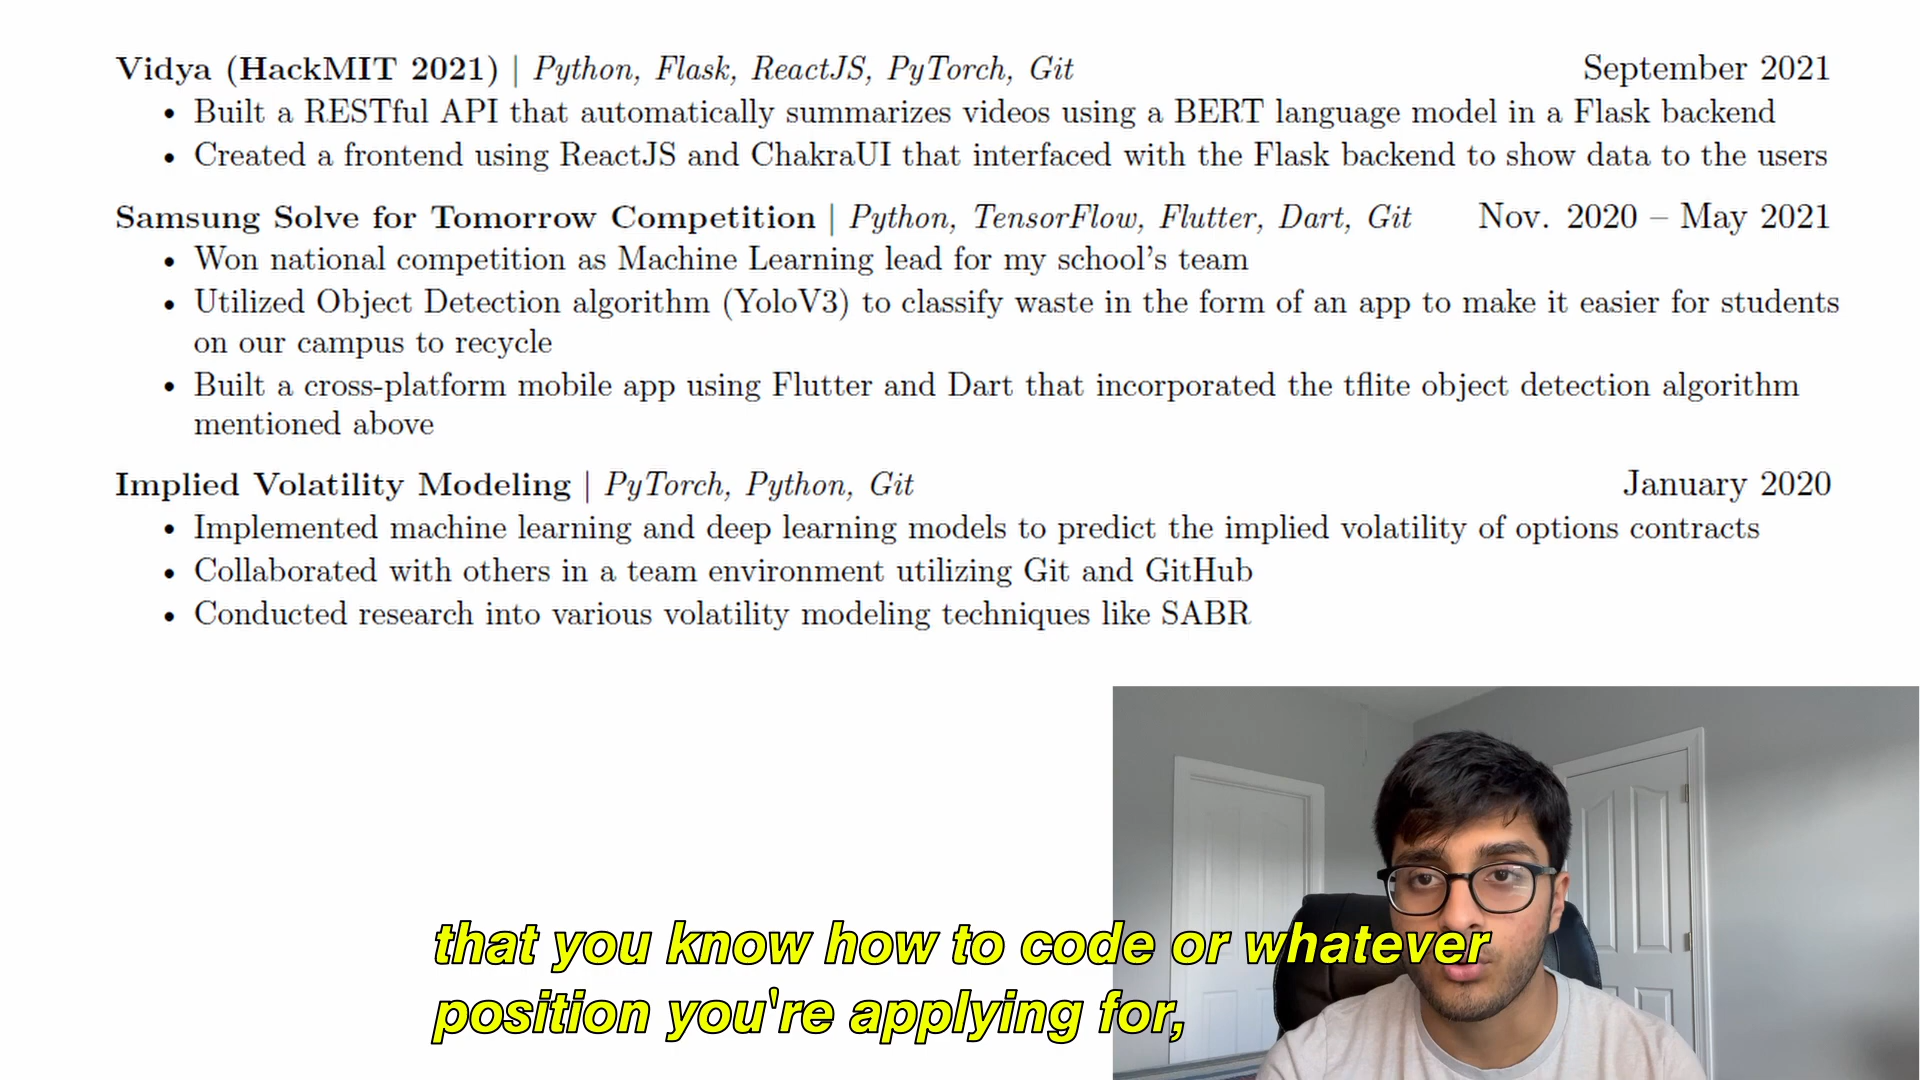 Vidya (HackMIT 2021) | Python, Flask, ReactJS, PyTorch, Git September 2021
• Built a RESTful API that automatically summarizes videos using a BERT language model in a Flask backend
• Created a frontend using ReactJS and ChakraUI that interfaced with the Flask backend to show data to the users
Samsung Solve for Tomorrow Competition | Python, TensorFlow, Flutter, Dart, Git Nov. 2020 – May 2021
• Won national competition as Machine Learning lead for my school's team
• Utilized Object Detection algorithm (YoloV3) to classify waste in the form of an app to make it easier for students
on our campus to recycle
• Built a cross-platform mobile app using Flutter and Dart that incorporated the tflite object detection algorithm
mentioned above
Implied Volatility Modeling | PyTorch, Python, Git January 2020
• Implemented machine learning and deep learning models to predict the implied volatility of options contracts
• Collaborated with others in a team environment utilizing Git and GitHub
• Conducted research into various volatility modeling techniques like SABR
that you know how to code or whatever
position you're applying for,